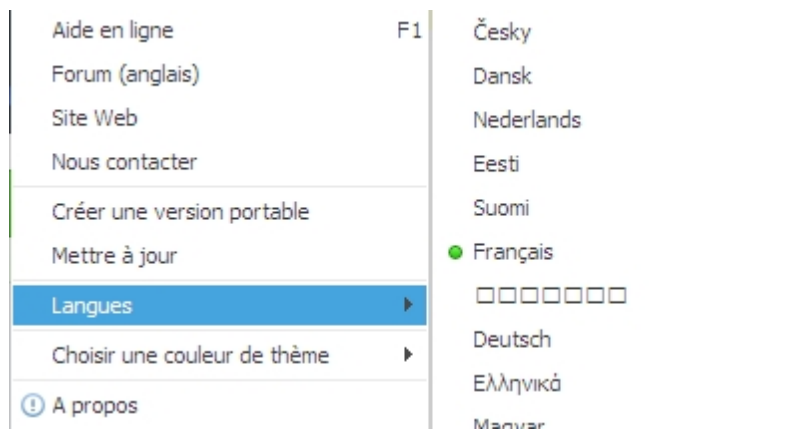 Aide en ligne F1
Forum (anglais)
Site Web
Nous contacter
Créer une version portable
Mettre à jour
Langues
Choisir une couleur de thème
A propos
Česky
Dansk
Nederlands
Eesti
Suomi
Français
□□□□□□□
Deutsch
Ελληνικά
Magyar